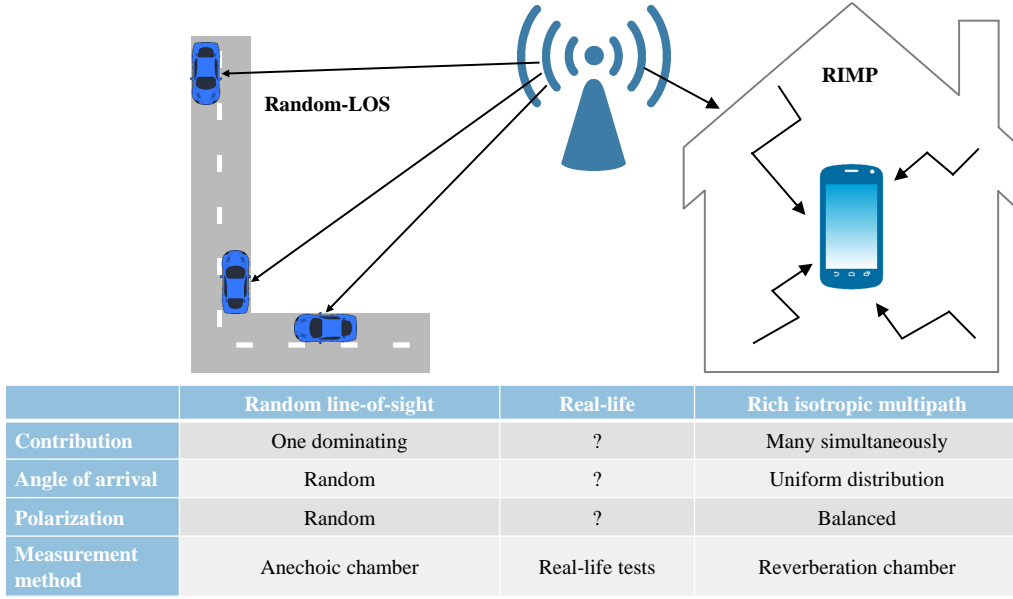 RIMP
Random-LOS
Random line-of-sight Real-life Rich isotropic multipath
Contribution One dominating ? Many simultaneously
Angle of arrival Random ? Uniform distribution
Polarization Random ? Balanced
Measurement
method Anechoic chamber Real-life tests Reverberation chamber